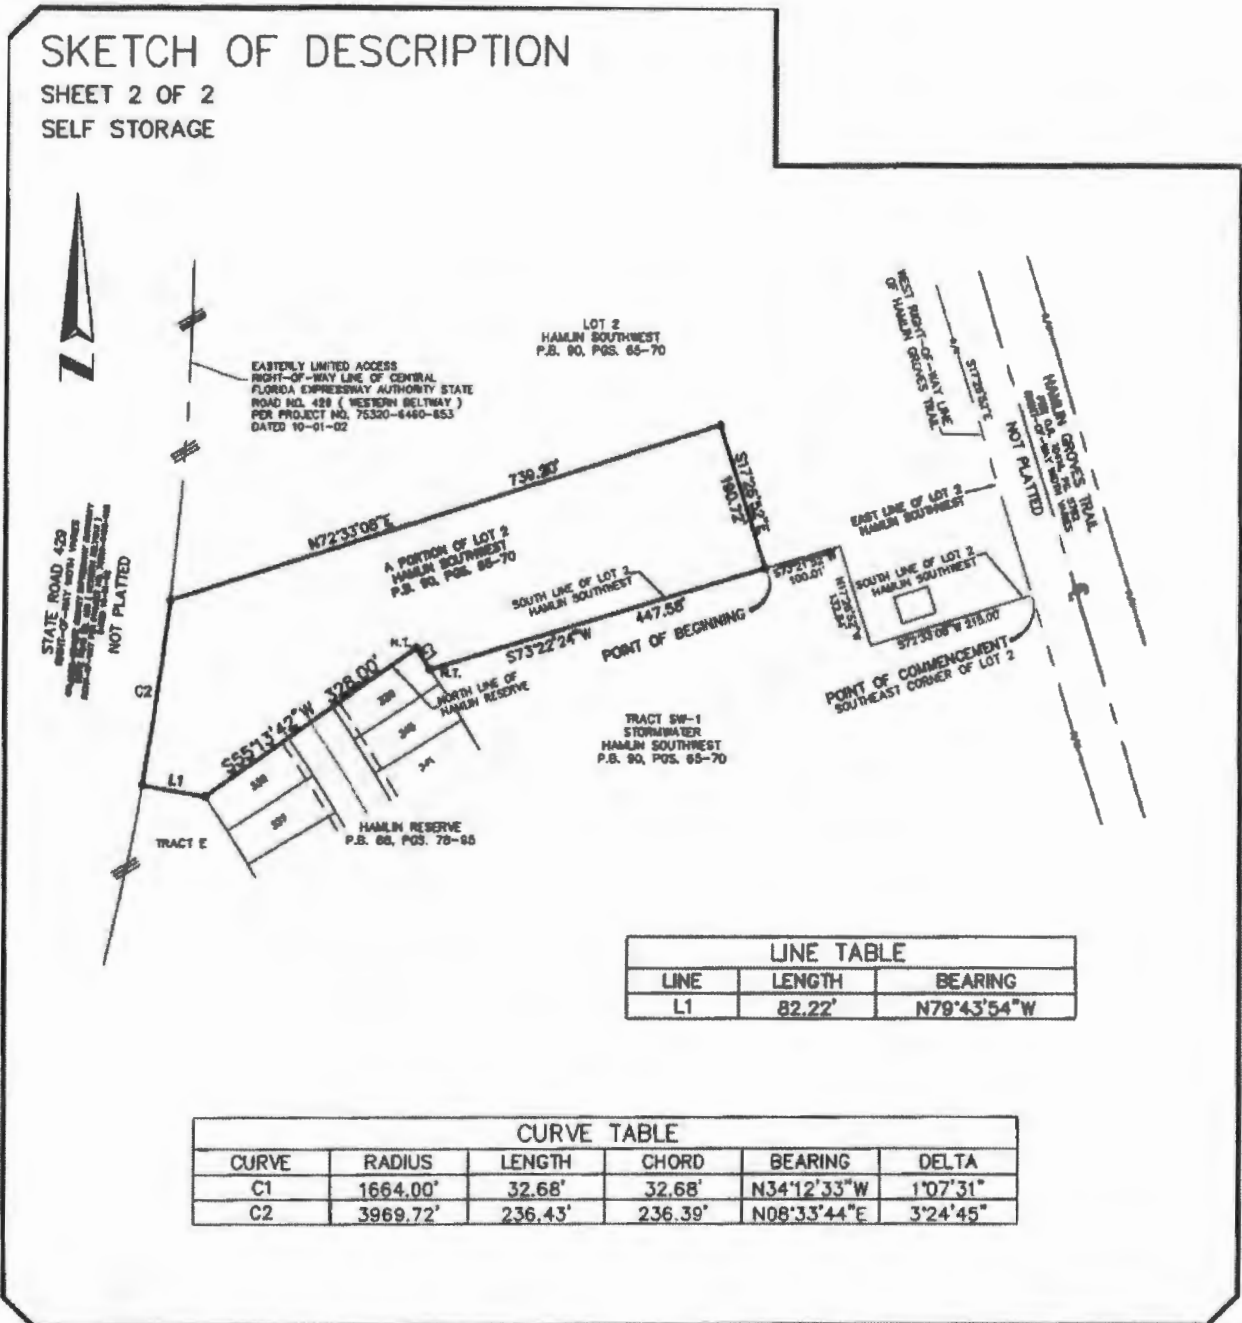 SKETCH OF DESCRIPTION
SHEET 2 OF 2
SELF STORAGE
LOT 2
HAMLIN SOUTHWEST
P.B. 90, PGS. 65-70
EASTERLY LIMITED ACCESS
RIGHT-OF-WAY LINE OF CENTRAL
FLORIDA EXPRESSWAY AUTHORITY STATE
ROAD NO. 429 ( WESTERN BELTWAY )
PER PROJECT NO. 75320-6460-653
DATED 10-01-02
WEST RIGHT-OF-WAY LINE
OF HAMLIN GROVES TRAIL
HAMLIN GROVES TRAIL
NOT PLATTED
STATE ROAD 429
NOT PLATTED
N72°33'08"E
739.20'
S17°26'52"E
190.72'
A PORTION OF LOT 2
HAMLIN SOUTHWEST
P.B. 90, PGS. 65-70
EAST LINE OF LOT 2
HAMLIN SOUTHWEST
SOUTH LINE OF LOT 2
HAMLIN SOUTHWEST
S73°22'24"W
447.58'
POINT OF BEGINNING
100.01'
SOUTH LINE OF LOT 2
HAMLIN SOUTHWEST
S72°33'08"W 215.00'
POINT OF COMMENCEMENT
SOUTHEAST CORNER OF LOT 2
N.T.
N.T.
NORTH LINE OF
HAMLIN RESERVE
S55°13'42"W
328.00'
C2
L1
TRACT E
HAMLIN RESERVE
P.B. 88, PGS. 78-95
TRACT SW-1
STORMWATER
HAMLIN SOUTHWEST
P.B. 90, PGS. 65-70
LINE TABLE
LINE LENGTH BEARING
L1 82.22' N79°43'54"W
CURVE TABLE
CURVE RADIUS LENGTH CHORD BEARING DELTA
C1 1664.00' 32.68' 32.68' N34°12'33"W 1°07'31"
C2 3969.72' 236.43' 236.39' N08°33'44"E 3°24'45"